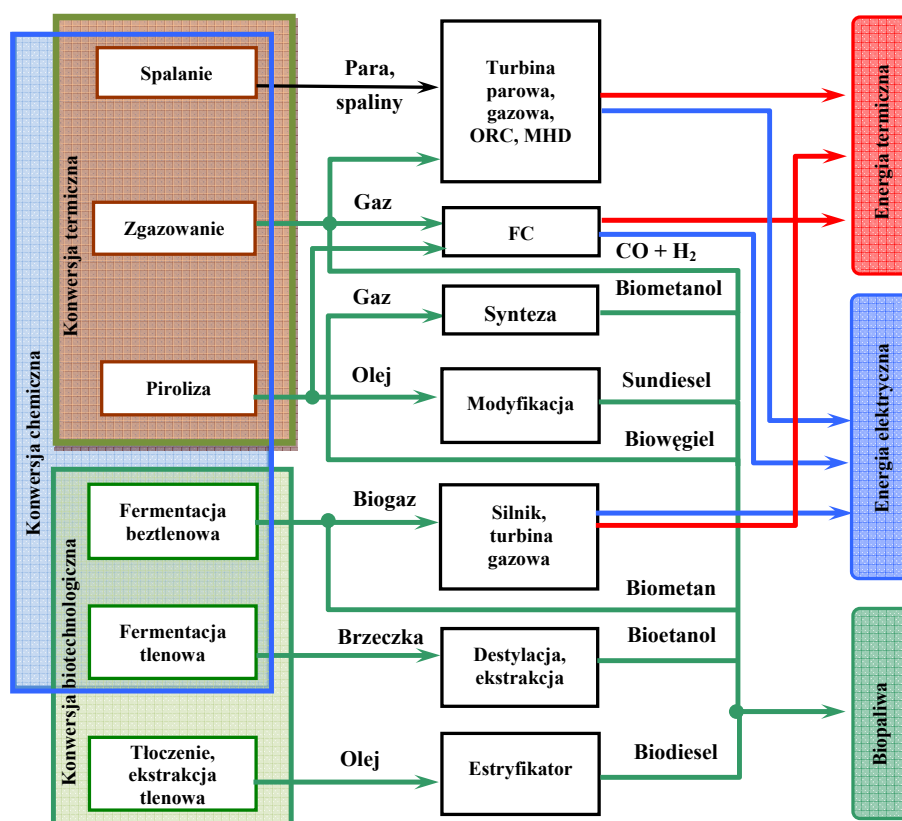 Spalanie
Para,
spaliny
Turbina
parowa,
gazowa,
ORC, MHD
Energia termiczna
Konwersja termiczna
Zgazowanie
Gaz
FC
CO + H₂
Gaz
Synteza
Biometanol
Energia elektryczna
Konwersja chemiczna
Piroliza
Olej
Modyfikacja
Sundiesel
Biowęgiel
Fermentacja
beztlenowa
Biogaz
Silnik,
turbina
gazowa
Biometan
Konwersja biotechnologiczna
Fermentacja
tlenowa
Brzeczka
Destylacja,
ekstrakcja
Bioetanol
Biopaliwa
Tłoczenie,
ekstrakcja
tlenowa
Olej
Estryfikator
Biodiesel